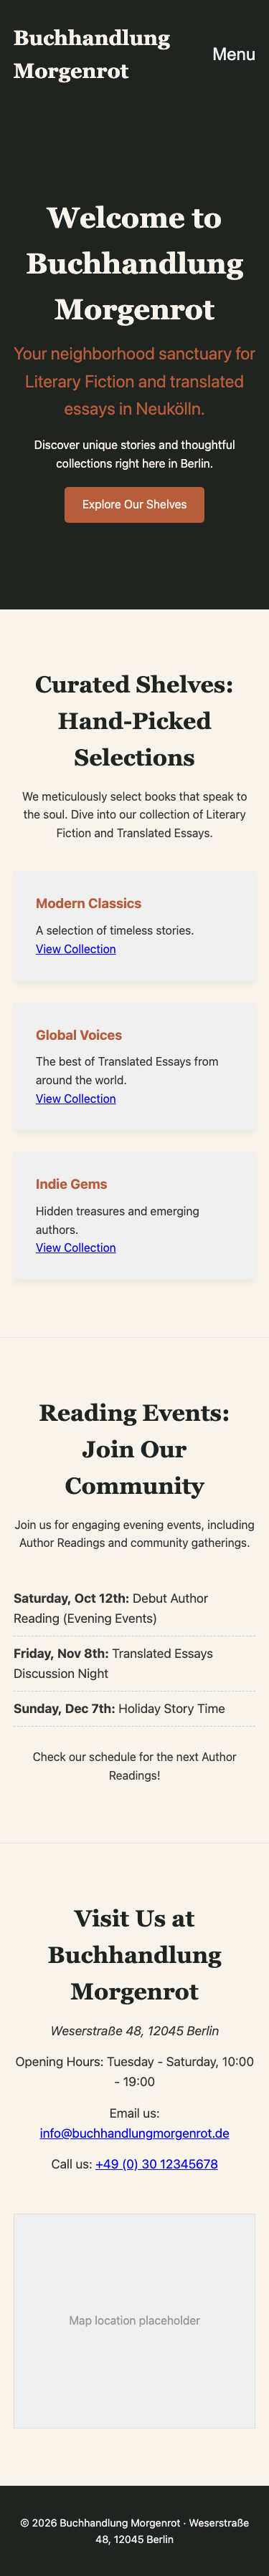 Buchhandlung
Morgenrot
Menu
Welcome to
Buchhandlung
Morgenrot
Your neighborhood sanctuary for
Literary Fiction and translated
essays in Neukölln.
Discover unique stories and thoughtful
collections right here in Berlin.
Explore Our Shelves
Curated Shelves:
Hand-Picked
Selections
We meticulously select books that speak to
the soul. Dive into our collection of Literary
Fiction and Translated Essays.
Modern Classics
A selection of timeless stories.
View Collection
Global Voices
The best of Translated Essays from
around the world.
View Collection
Indie Gems
Hidden treasures and emerging
authors.
View Collection
Reading Events:
Join Our
Community
Join us for engaging evening events, including
Author Readings and community gatherings.
Saturday, Oct 12th: Debut Author
Reading (Evening Events)
Friday, Nov 8th: Translated Essays
Discussion Night
Sunday, Dec 7th: Holiday Story Time
Check our schedule for the next Author
Readings!
Visit Us at
Buchhandlung
Morgenrot
Weserstraße 48, 12045 Berlin
Opening Hours: Tuesday - Saturday, 10:00
- 19:00
Email us:
info@buchhandlungmorgenrot.de
Call us: +49 (0) 30 12345678
Map location placeholder
© 2026 Buchhandlung Morgenrot · Weserstraße
48, 12045 Berlin